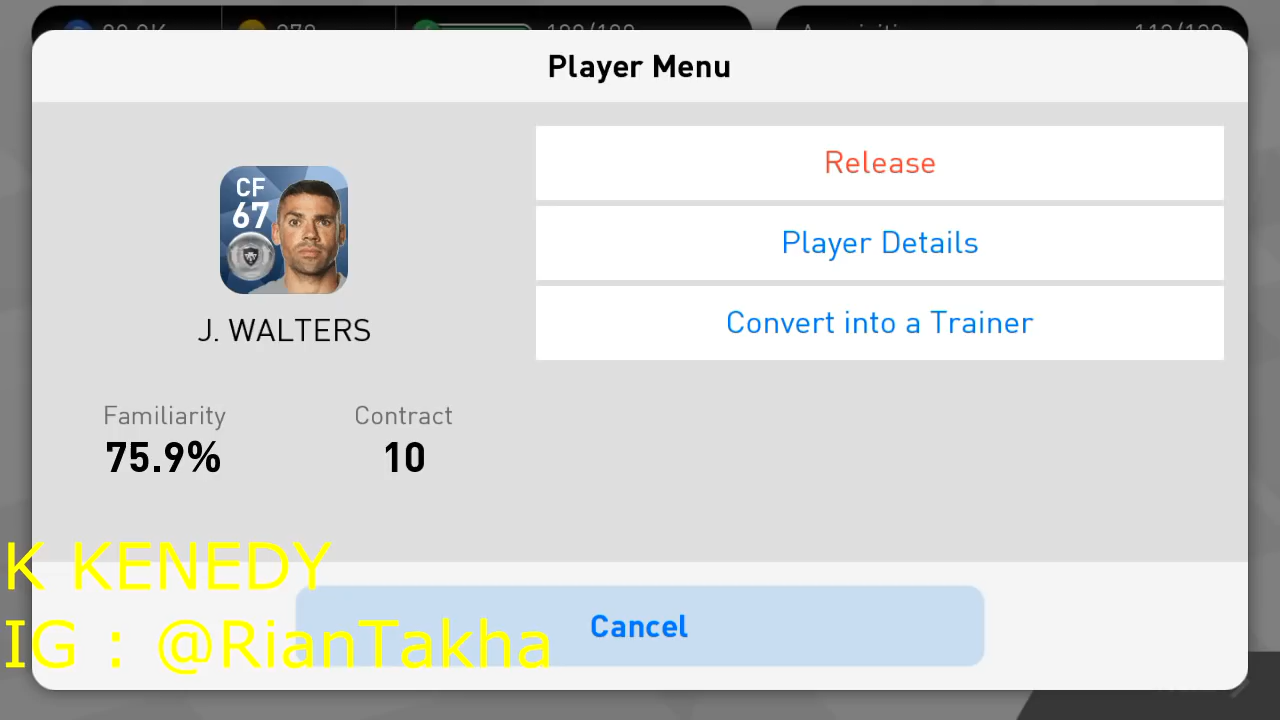 Player Menu
CF
67
Release
Player Details
Convert into a Trainer
J. WALTERS
Familiarity
Contract
75.9%
10
K KENEDY
Cancel
IG : @RianTakha